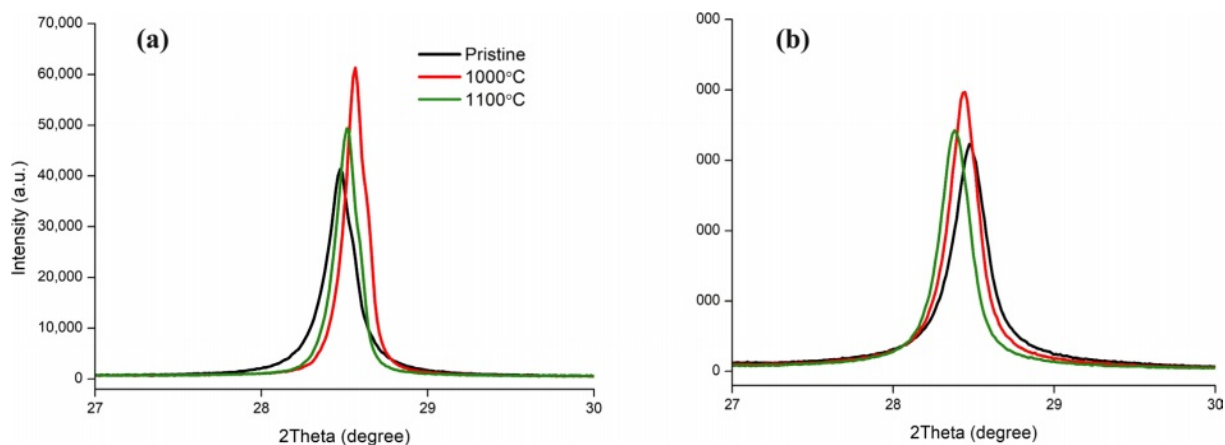 70,000
(a)
Pristine
1000°C
1100°C
60,000
50,000
40,000
30,000
20,000
10,000
0
Intensity (a.u.)
27
28
29
30
2Theta (degree)
000
(b)
000
000
000
000
0
27
28
29
30
2Theta (degree)